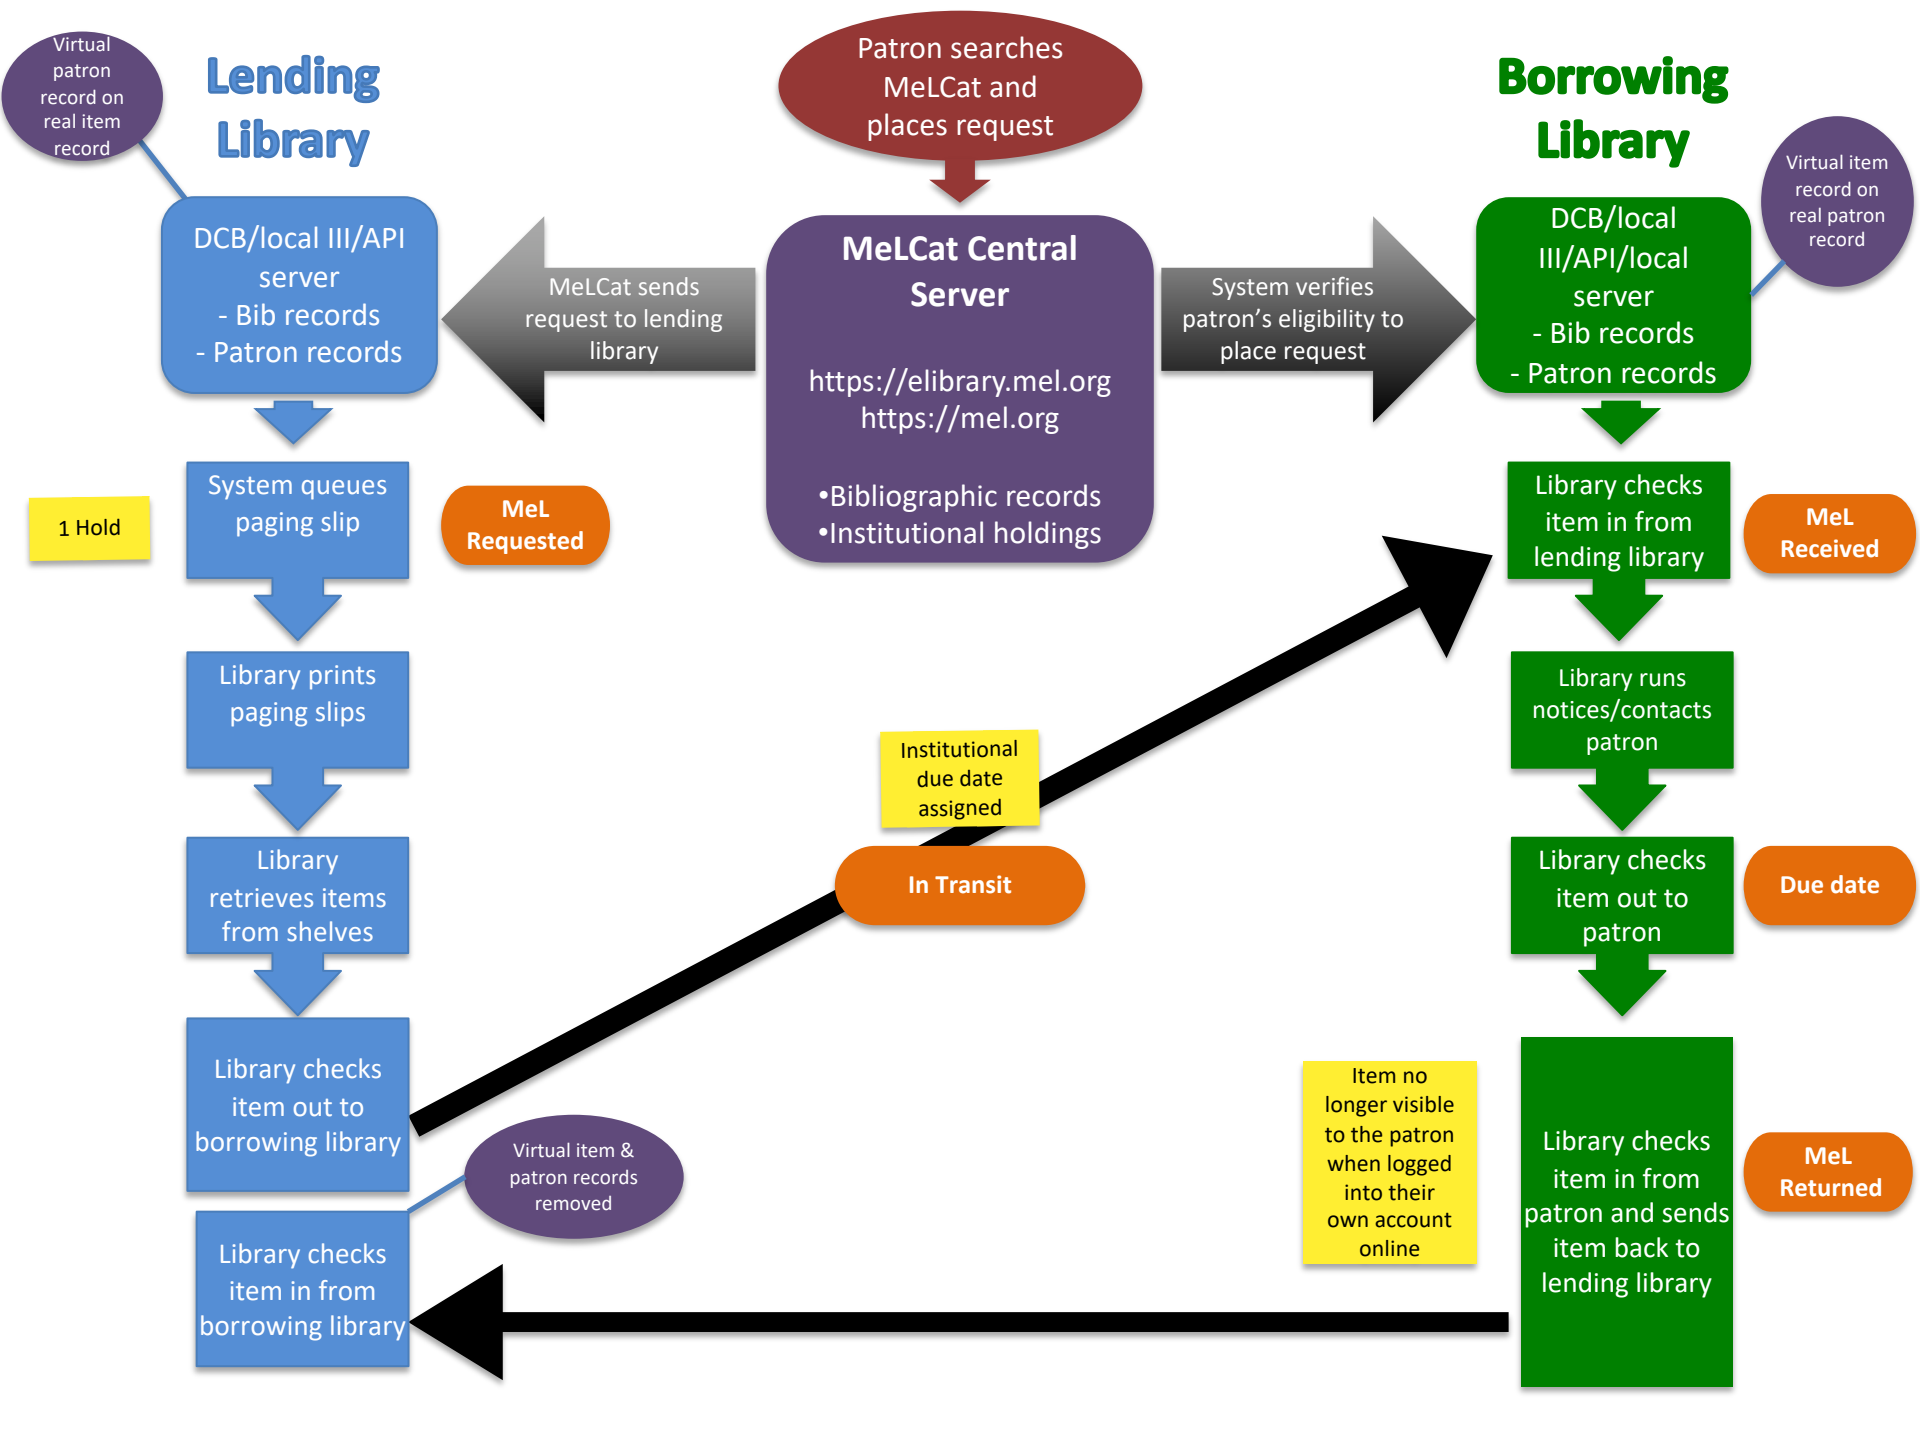 Virtual
patron
record on
real item
record
Lending
Library
Patron searches
MeLCat and
places request
Borrowing
Library
Virtual item
record on
real patron
record
DCB/local III/API
server
- Bib records
- Patron records
MeLCat sends
request to lending
library
MeLCat Central
Server
https://elibrary.mel.org
https://mel.org
•Bibliographic records
•Institutional holdings
System verifies
patron's eligibility to
place request
DCB/local
III/API/local
server
- Bib records
- Patron records
1 Hold
System queues
paging slip
MeL
Requested
Library checks
item in from
lending library
MeL
Received
Library prints
paging slips
Library runs
notices/contacts
patron
Institutional
due date
assigned
Library
retrieves items
from shelves
In Transit
Library checks
item out to
patron
Due date
Library checks
item out to
borrowing library
Virtual item &
patron records
removed
Item no
longer visible
to the patron
when logged
into their
own account
online
Library checks
item in from
patron and sends
item back to
lending library
MeL
Returned
Library checks
item in from
borrowing library